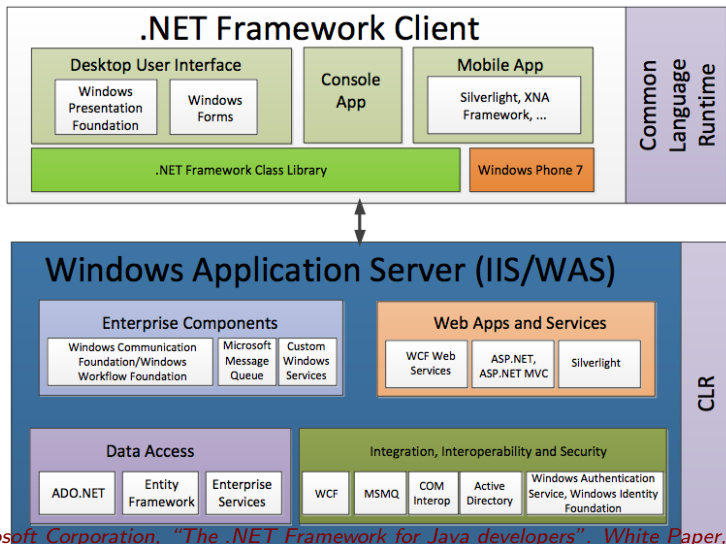 .NET Framework Client
Desktop User Interface
Windows
Presentation
Foundation
Windows
Forms
Console
App
Mobile App
Silverlight, XNA
Framework, ...
.NET Framework Class Library
Windows Phone 7
Common
Language
Runtime
Windows Application Server (IIS/WAS)
Enterprise Components
Windows Communication
Foundation/Windows
Workflow Foundation
Microsoft
Message
Queue
Custom
Windows
Services
Web Apps and Services
WCF Web
Services
ASP.NET,
ASP.NET MVC
Silverlight
CLR
Data Access
ADO.NET
Entity
Framework
Enterprise
Services
Integration, Interoperability and Security
WCF
MSMQ
COM
Interop
Active
Directory
Windows Authentication
Service, Windows Identity
Foundation
osoft Corporation. "The .NET Framework for Java developers". White Paper